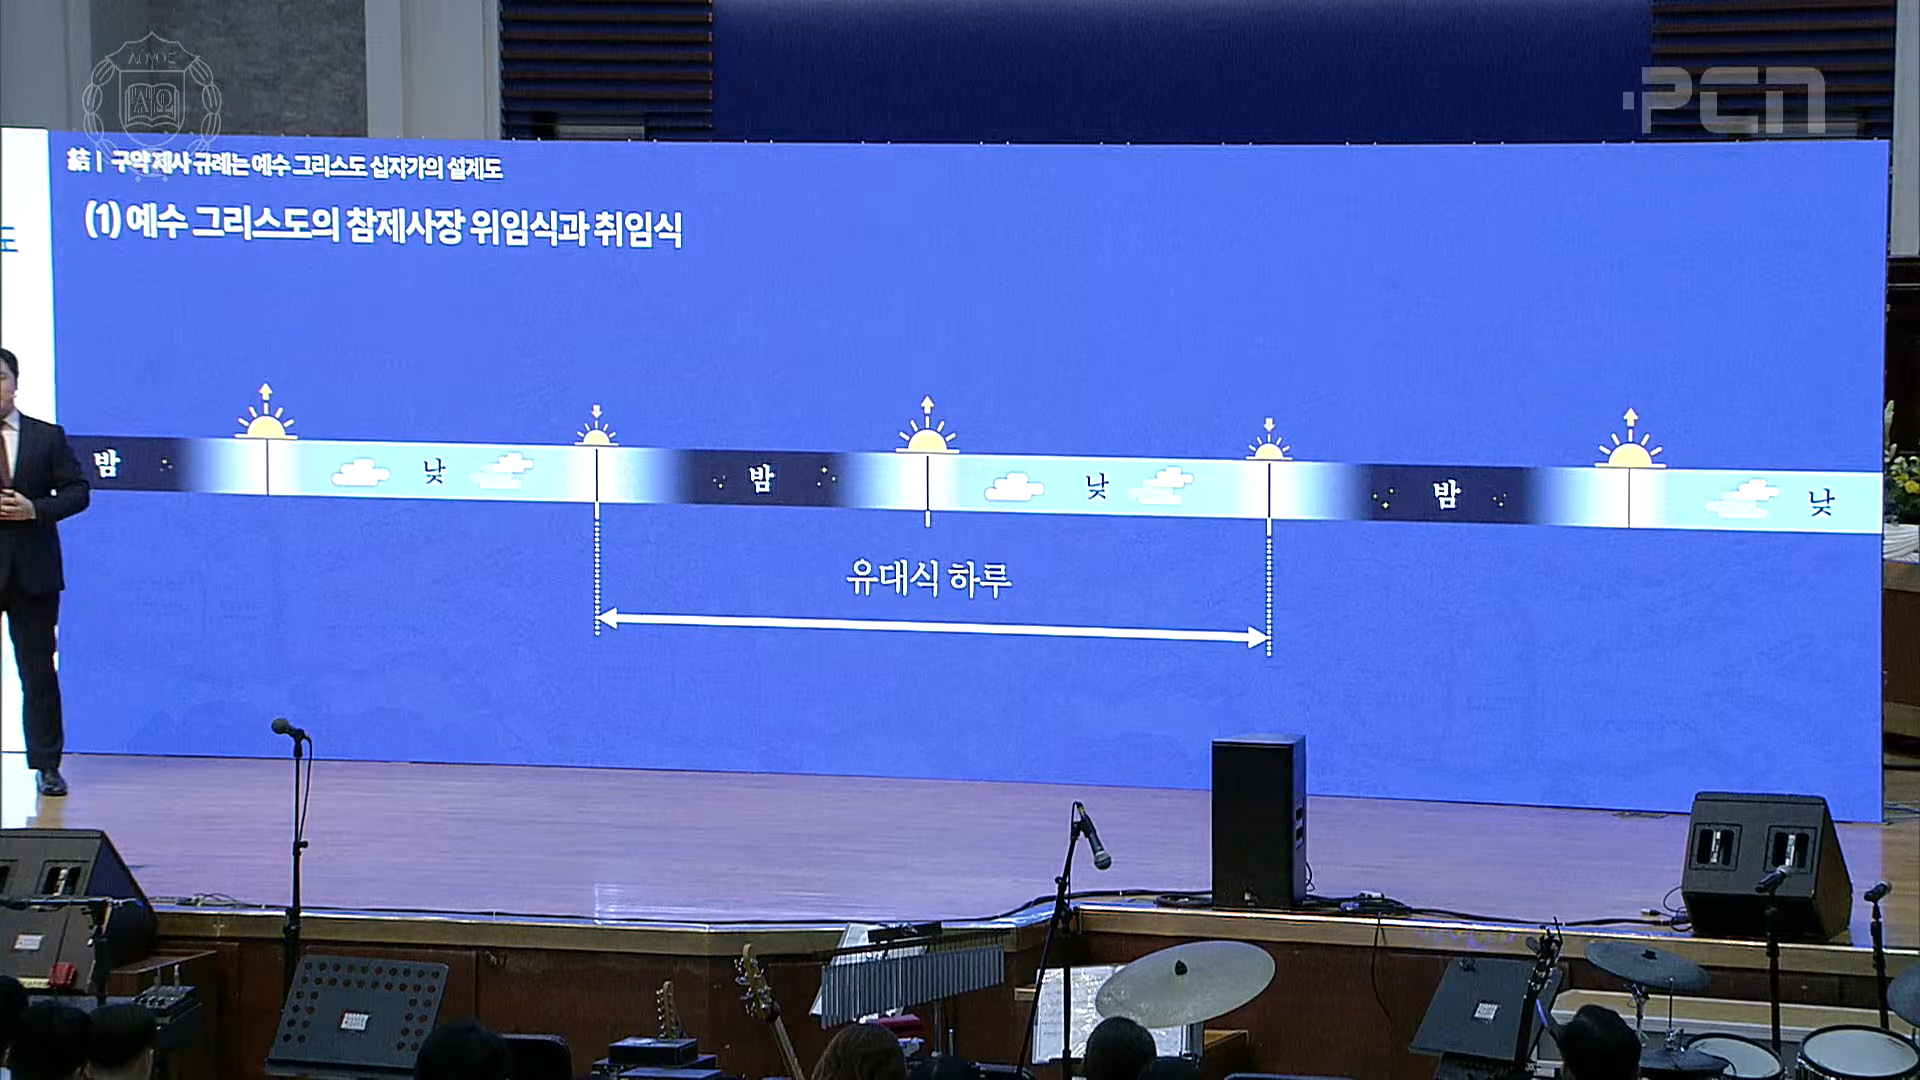 ΛΟΓΟΣ
Α Ω
PCN
結 | 구약 제사 규례는 예수 그리스도 십자가의 설계도
(1) 예수 그리스도의 참제사장 위임식과 취임식
도
밤 낮 밤 낮 밤 낮
유대식 하루